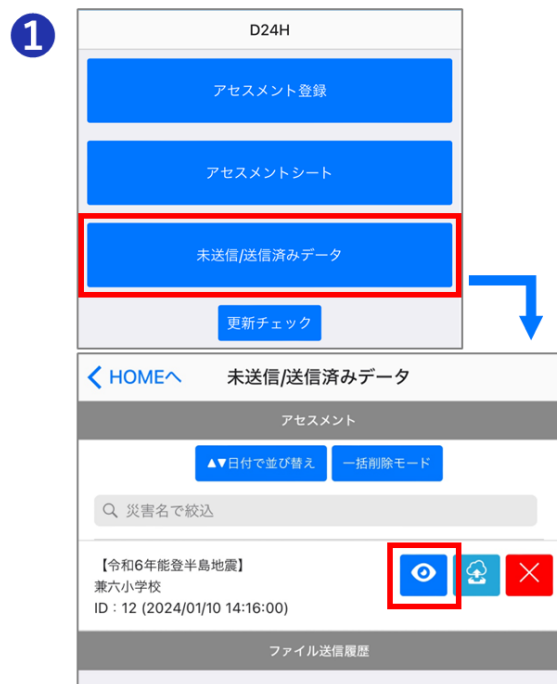 1
D24H
アセスメント登録
アセスメントシート
未送信/送信済みデータ
更新チェック
HOMEへ 未送信/送信済みデータ
アセスメント
▲▼日付で並び替え 一括削除モード
災害名で絞込
【令和6年能登半島地震】
兼六小学校
ID：12 (2024/01/10 14:16:00)
ファイル送信履歴